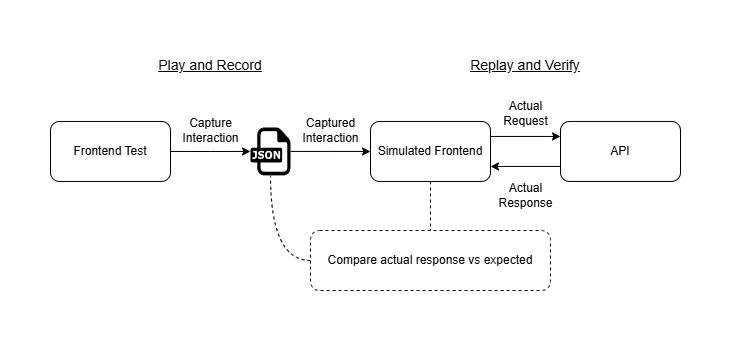 Play and Record
Replay and Verify
Frontend Test
Capture
Interaction
JSON
Captured
Interaction
Simulated Frontend
Actual
Request
API
Actual
Response
Compare actual response vs expected